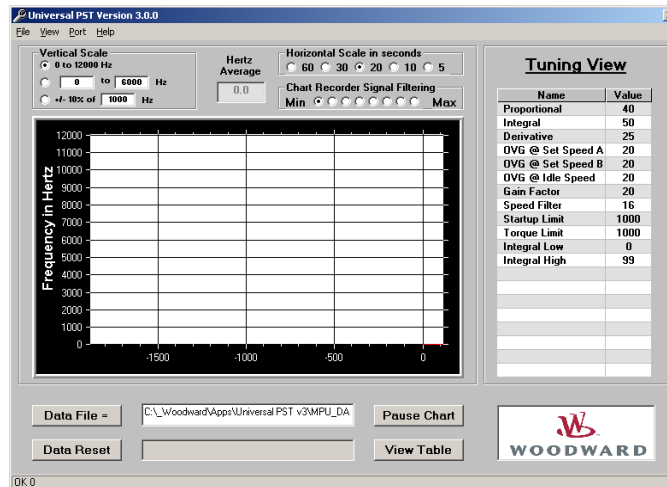 Universal PST Version 3.0.0
File View Port Help
Vertical Scale
0 to 12000 Hz
0 to 6000 Hz
+/- 10% of 1000 Hz
Hertz
Average
0.0
Horizontal Scale in seconds
60 30 20 10 5
Chart Recorder Signal Filtering
Min Max
Frequency in Hertz
12000
11000
10000
9000
8000
7000
6000
5000
4000
3000
2000
1000
0
-1500 -1000 -500 0
Tuning View
Name Value
Proportional 40
Integral 50
Derivative 25
OVG @ Set Speed A 20
OVG @ Set Speed B 20
OVG @ Idle Speed 20
Gain Factor 20
Speed Filter 16
Startup Limit 1000
Torque Limit 1000
Integral Low 0
Integral High 99
Data File = C:\_Woodward\Apps\Universal PST v3\MPU_DA Pause Chart
Data Reset View Table
WOODWARD
OK 0